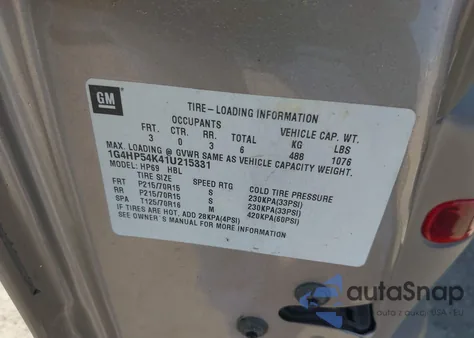 GM
TIRE-LOADING INFORMATION
OCCUPANTS VEHICLE CAP. WT.
FRT. CTR. RR. TOTAL KG LBS
3 0 3 6 488 1076
MAX. LOADING @ GVWR SAME AS VEHICLE CAPACITY WEIGHT.
1G4HP54K41U215331
MODEL: HP69 HBL
TIRE SIZE SPEED RTG COLD TIRE PRESSURE
FRT P215/70R15 S 230KPA(33PSI)
RR P215/70R15 S 230KPA(33PSI)
SPA T125/70R16 M 420KPA(60PSI)
IF TIRES ARE HOT, ADD 28KPA(4PSI)
SEE OWNER'S MANUAL FOR MORE INFORMATION
autoSnap